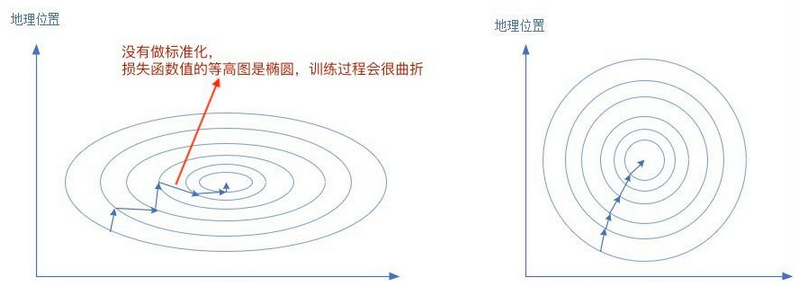 地理位置
没有做标准化，
损失函数值的等高图是椭圆，训练过程会很曲折
地理位置